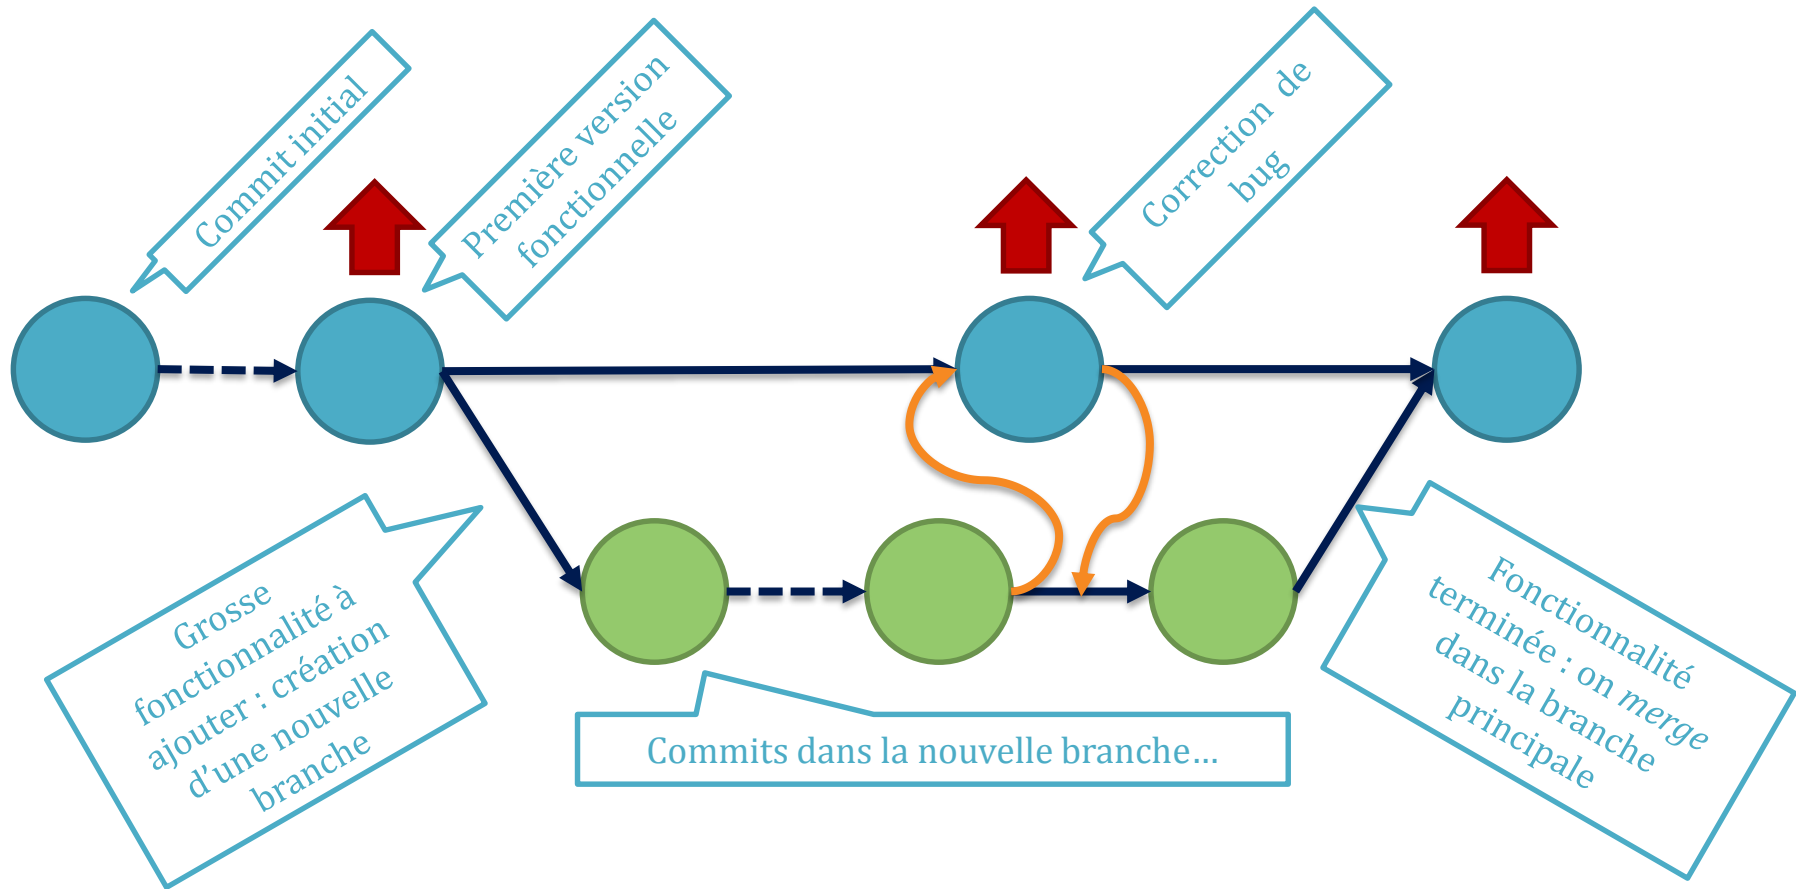 Commit initial
Première version
fonctionnelle
Correction de
bug
Grosse
fonctionnalité à
ajouter : création
d'une nouvelle
branche
Commits dans la nouvelle branche…
Fonctionnalité
terminée : on merge
dans la branche
principale